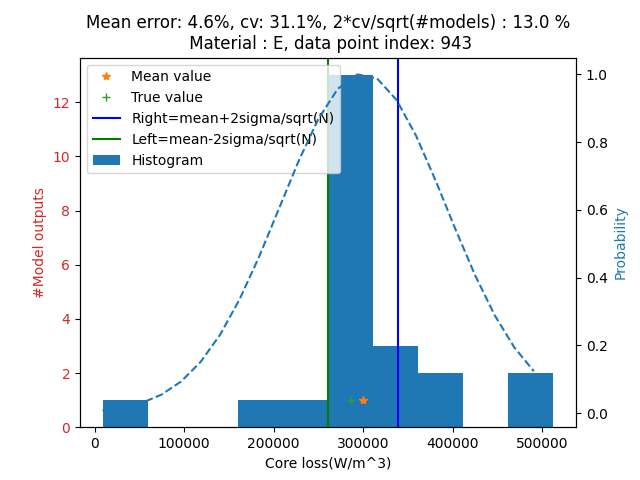 Mean error: 4.6%, cv: 31.1%, 2*cv/sqrt(#models) : 13.0 %
Material : E, data point index: 943
Mean value
True value
Right=mean+2sigma/sqrt(N)
Left=mean-2sigma/sqrt(N)
Histogram
#Model outputs
12
10
8
6
4
2
0
1.0
0.8
0.6
0.4
0.2
0.0
Probability
0
100000
200000
300000
400000
500000
Core loss(W/m^3)